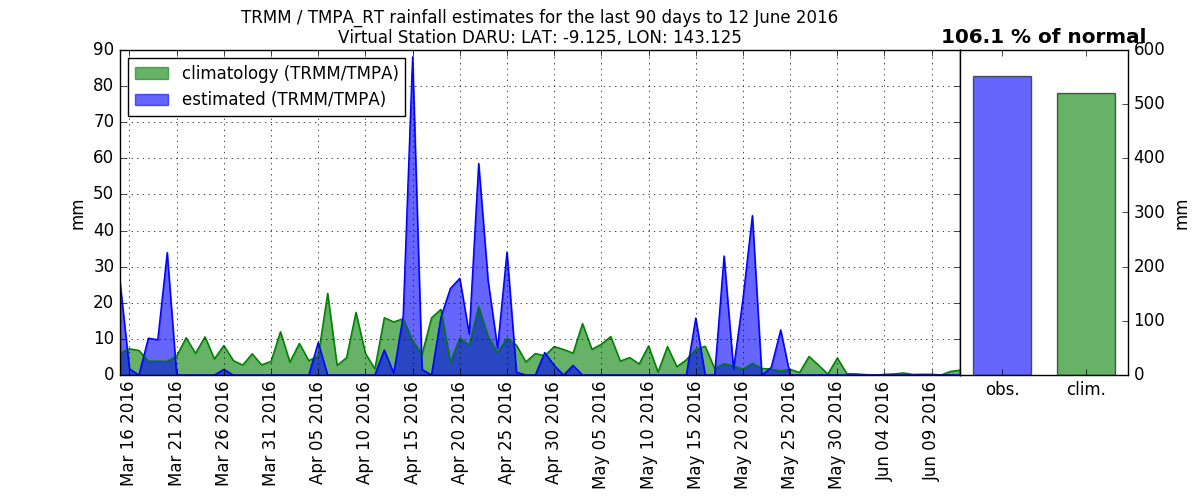 TRMM / TMPA_RT rainfall estimates for the last 90 days to 12 June 2016
Virtual Station DARU: LAT: -9.125, LON: 143.125
106.1 % of normal
climatology (TRMM/TMPA)
estimated (TRMM/TMPA)
90
80
70
60
50
40
30
20
10
0
mm
Mar 16 2016
Mar 21 2016
Mar 26 2016
Mar 31 2016
Apr 05 2016
Apr 10 2016
Apr 15 2016
Apr 20 2016
Apr 25 2016
Apr 30 2016
May 05 2016
May 10 2016
May 15 2016
May 20 2016
May 25 2016
May 31 2016
Jun 04 2016
Jun 09 2016
600
500
400
300
200
100
0
mm
obs.
clim.